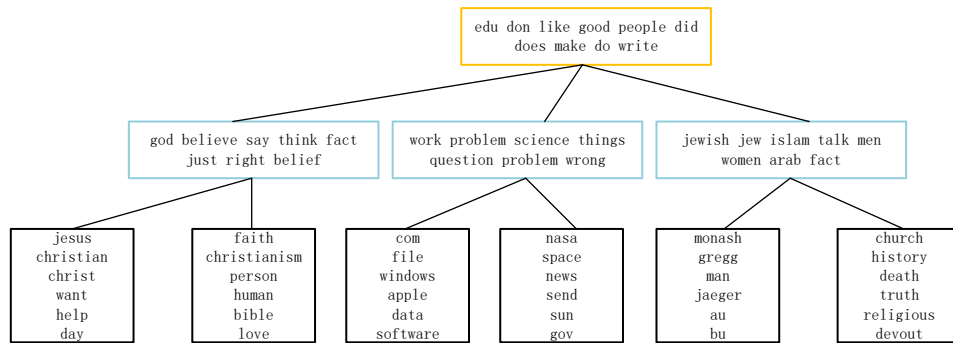 edu don like good people did
does make do write
god believe say think fact
just right belief
work problem science things
question problem wrong
jewish jew islam talk men
women arab fact
jesus
christian
christ
want
help
day
faith
christianism
person
human
bible
love
com
file
windows
apple
data
software
nasa
space
news
send
sun
gov
monash
gregg
man
jaeger
au
bu
church
history
death
truth
religious
devout